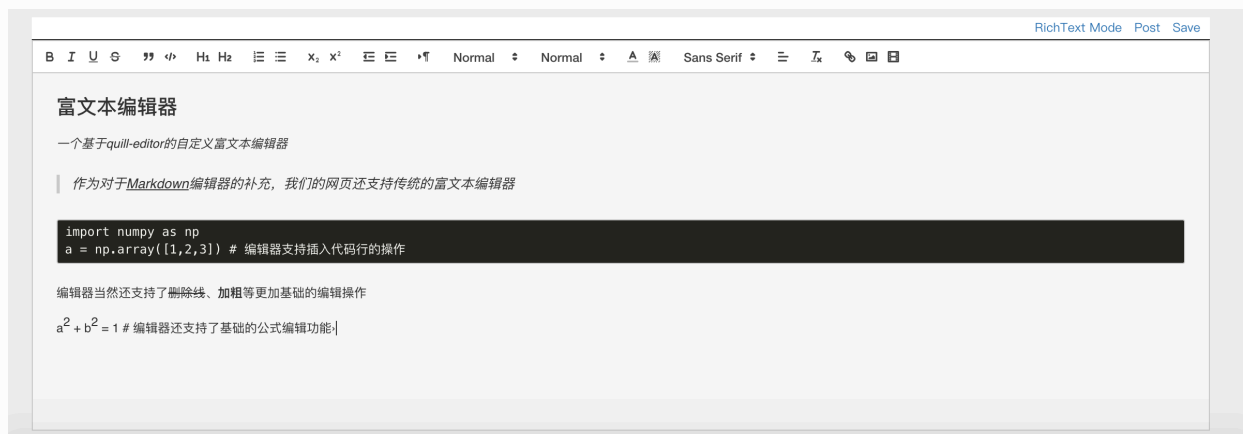 RichText Mode Post Save
B I U S ” </> H₁ H₂ X₂ X² ¶ Normal Normal A A Sans Serif Tx
富文本编辑器
一个基于quill-editor的自定义富文本编辑器
作为对于Markdown编辑器的补充，我们的网页还支持传统的富文本编辑器
import numpy as np
a = np.array([1,2,3]) # 编辑器支持插入代码行的操作
编辑器当然还支持了删除线、加粗等更加基础的编辑操作
a² + b² = 1 # 编辑器还支持了基础的公式编辑功能›